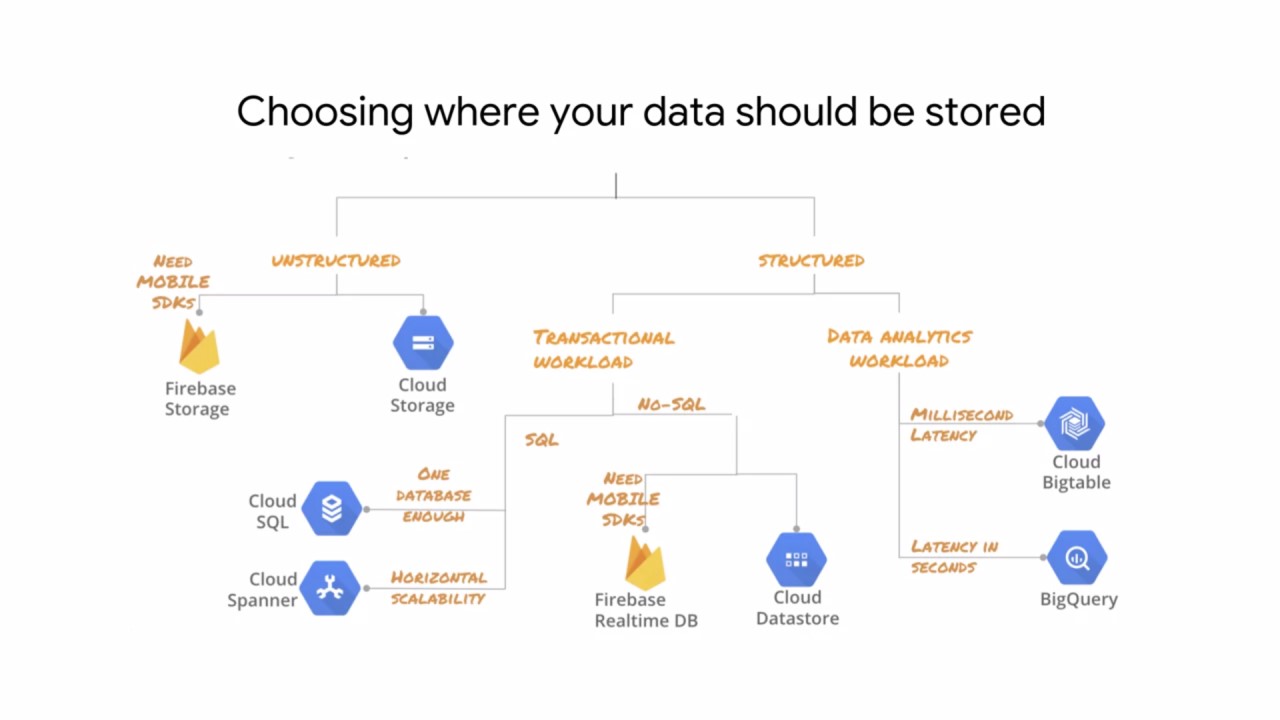 Choosing where your data should be stored
NEED
MOBILE
SDKs
UNSTRUCTURED
STRUCTURED
Firebase
Storage
Cloud
Storage
TRANSACTIONAL
WORKLOAD
DATA ANALYTICS
WORKLOAD
NO-SQL
SQL
MILLISECOND
LATENCY
Cloud
Bigtable
ONE
DATABASE
ENOUGH
Cloud
SQL
NEED
MOBILE
SDKs
HORIZONTAL
SCALABILITY
Cloud
Spanner
Firebase
Realtime DB
Cloud
Datastore
LATENCY IN
SECONDS
BigQuery